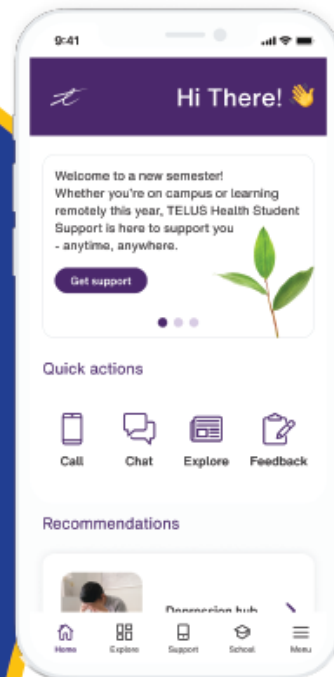 9:41
Hi There! 👋
Welcome to a new semester!
Whether you're on campus or learning
remotely this year, TELUS Health Student
Support is here to support you
- anytime, anywhere.
Get support
Quick actions
Call Chat Explore Feedback
Recommendations
Depression hub
Home Explore Support School Menu